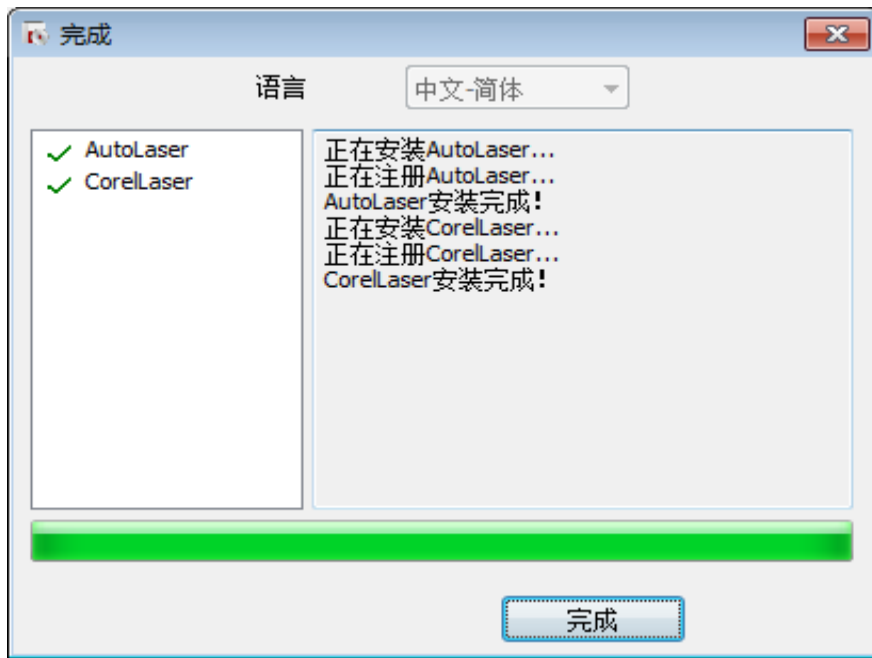 完成
语言 中文-简体
AutoLaser
CorelLaser
正在安装AutoLaser...
正在注册AutoLaser...
AutoLaser安装完成!
正在安装CorelLaser...
正在注册CorelLaser...
CorelLaser安装完成!
完成